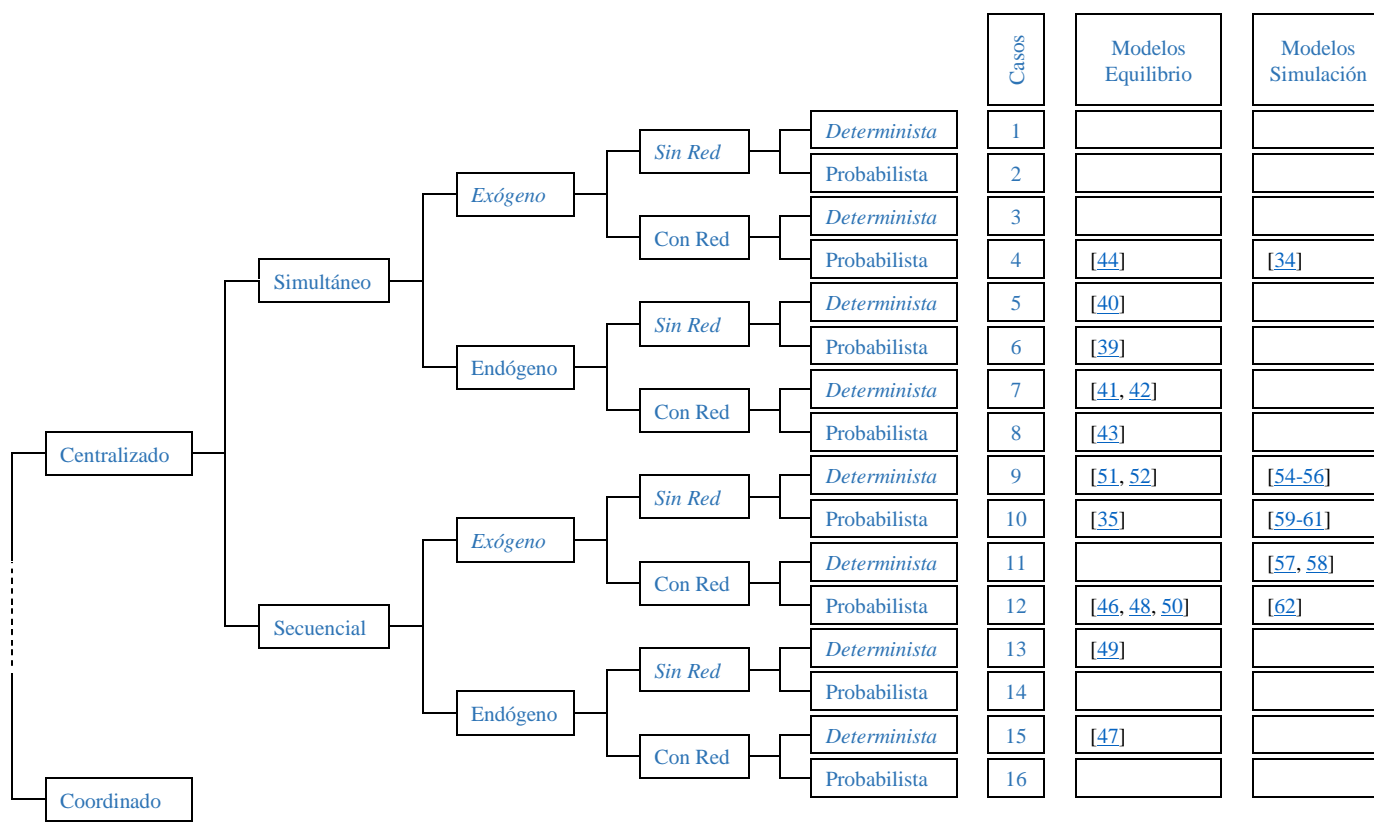 Casos
Modelos
Equilibrio
Modelos
Simulación
Determinista 1
Sin Red
Probabilista 2
Exógeno
Determinista 3
Con Red
Probabilista 4 [44] [34]
Simultáneo
Determinista 5 [40]
Sin Red
Probabilista 6 [39]
Endógeno
Determinista 7 [41, 42]
Con Red
Probabilista 8 [43]
Centralizado
Determinista 9 [51, 52] [54-56]
Sin Red
Probabilista 10 [35] [59-61]
Exógeno
Determinista 11 [57, 58]
Con Red
Probabilista 12 [46, 48, 50] [62]
Secuencial
Determinista 13 [49]
Sin Red
Probabilista 14
Endógeno
Determinista 15 [47]
Con Red
Probabilista 16
Coordinado